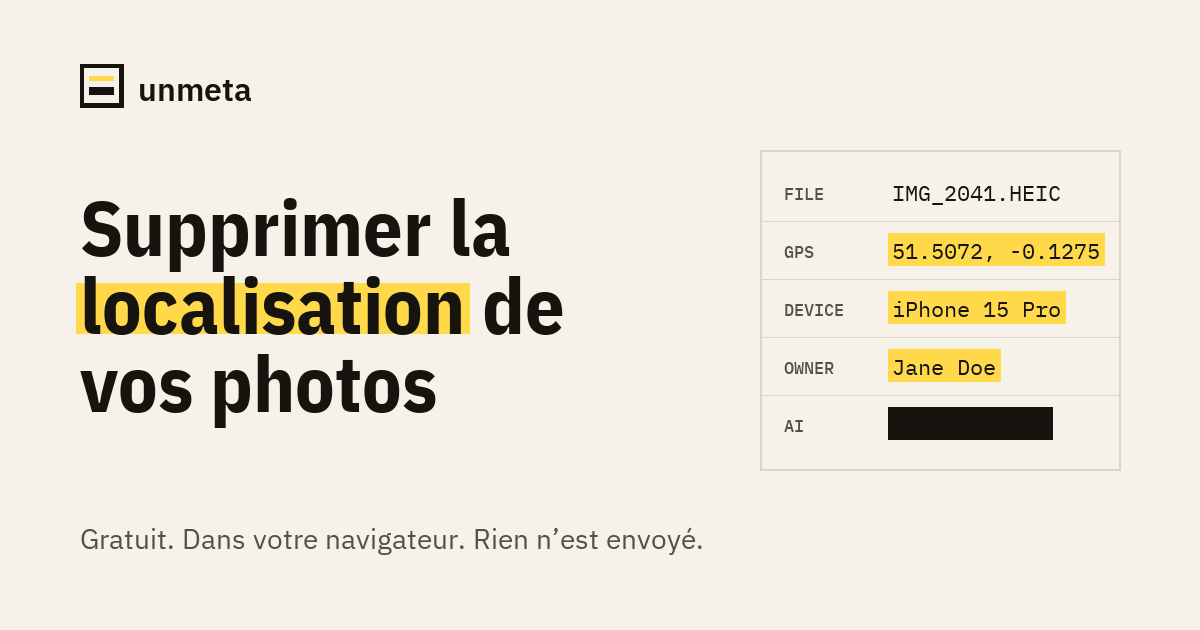 unmeta
Supprimer la
localisation de
vos photos
FILE IMG_2041.HEIC
GPS 51.5072, -0.1275
DEVICE iPhone 15 Pro
OWNER Jane Doe
AI
Gratuit. Dans votre navigateur. Rien n’est envoyé.